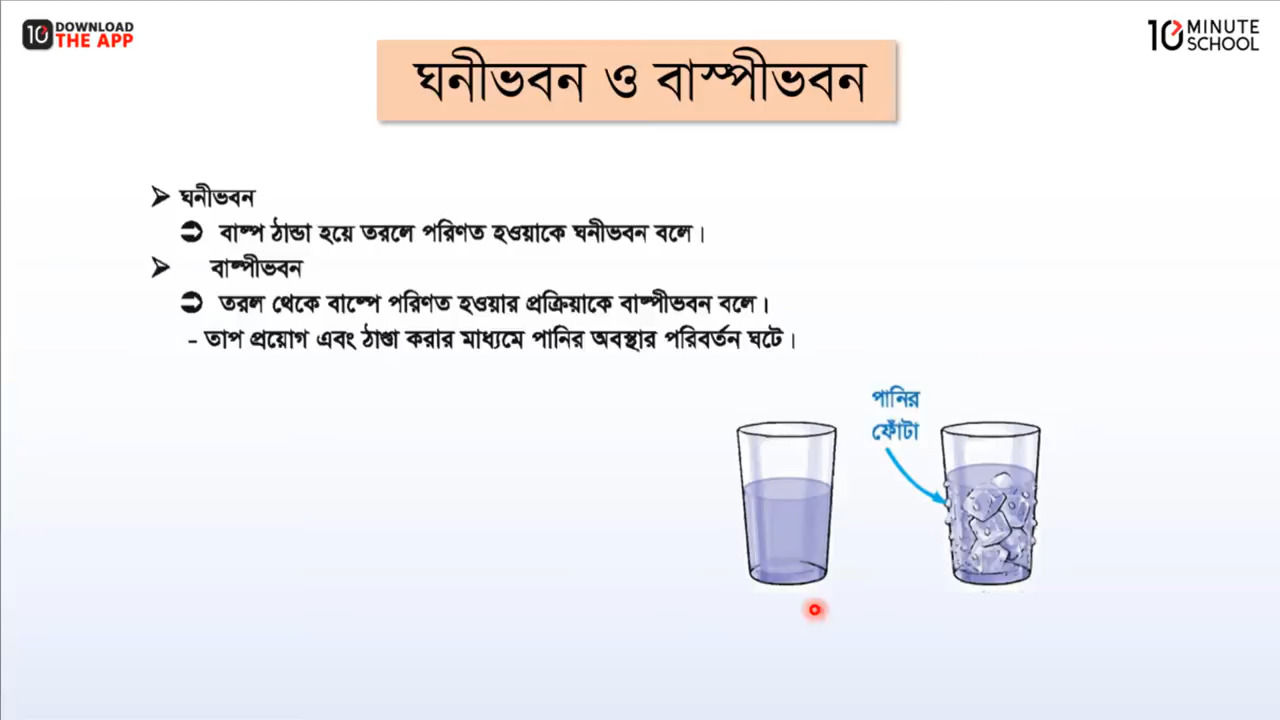 10 DOWNLOAD
THE APP
10 MINUTE
SCHOOL
ঘনীভবন ও বাস্পীভবন
➢ ঘনীভবন
➲ বাষ্প ঠান্ডা হয়ে তরলে পরিণত হওয়াকে ঘনীভবন বলে।
➢ বাষ্পীভবন
➲ তরল থেকে বাষ্পে পরিণত হওয়ার প্রক্রিয়াকে বাষ্পীভবন বলে।
- তাপ প্রয়োগ এবং ঠাণ্ডা করার মাধ্যমে পানির অবস্থার পরিবর্তন ঘটে।
পানির
ফোঁটা